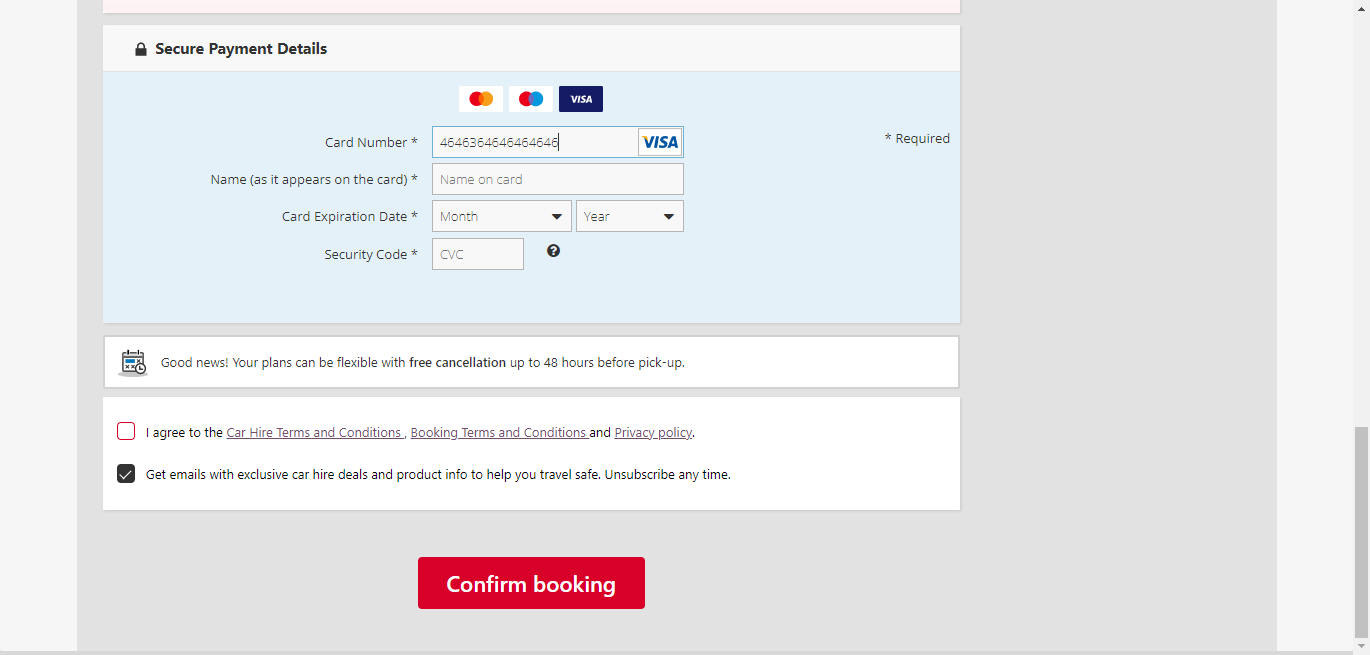 Secure Payment Details
VISA
Card Number *
4646364646464646
VISA
* Required
Name (as it appears on the card) *
Name on card
Card Expiration Date *
Month
Year
Security Code *
CVC
?
Good news! Your plans can be flexible with free cancellation up to 48 hours before pick-up.
I agree to the Car Hire Terms and Conditions , Booking Terms and Conditions and Privacy policy.
Get emails with exclusive car hire deals and product info to help you travel safe. Unsubscribe any time.
Confirm booking